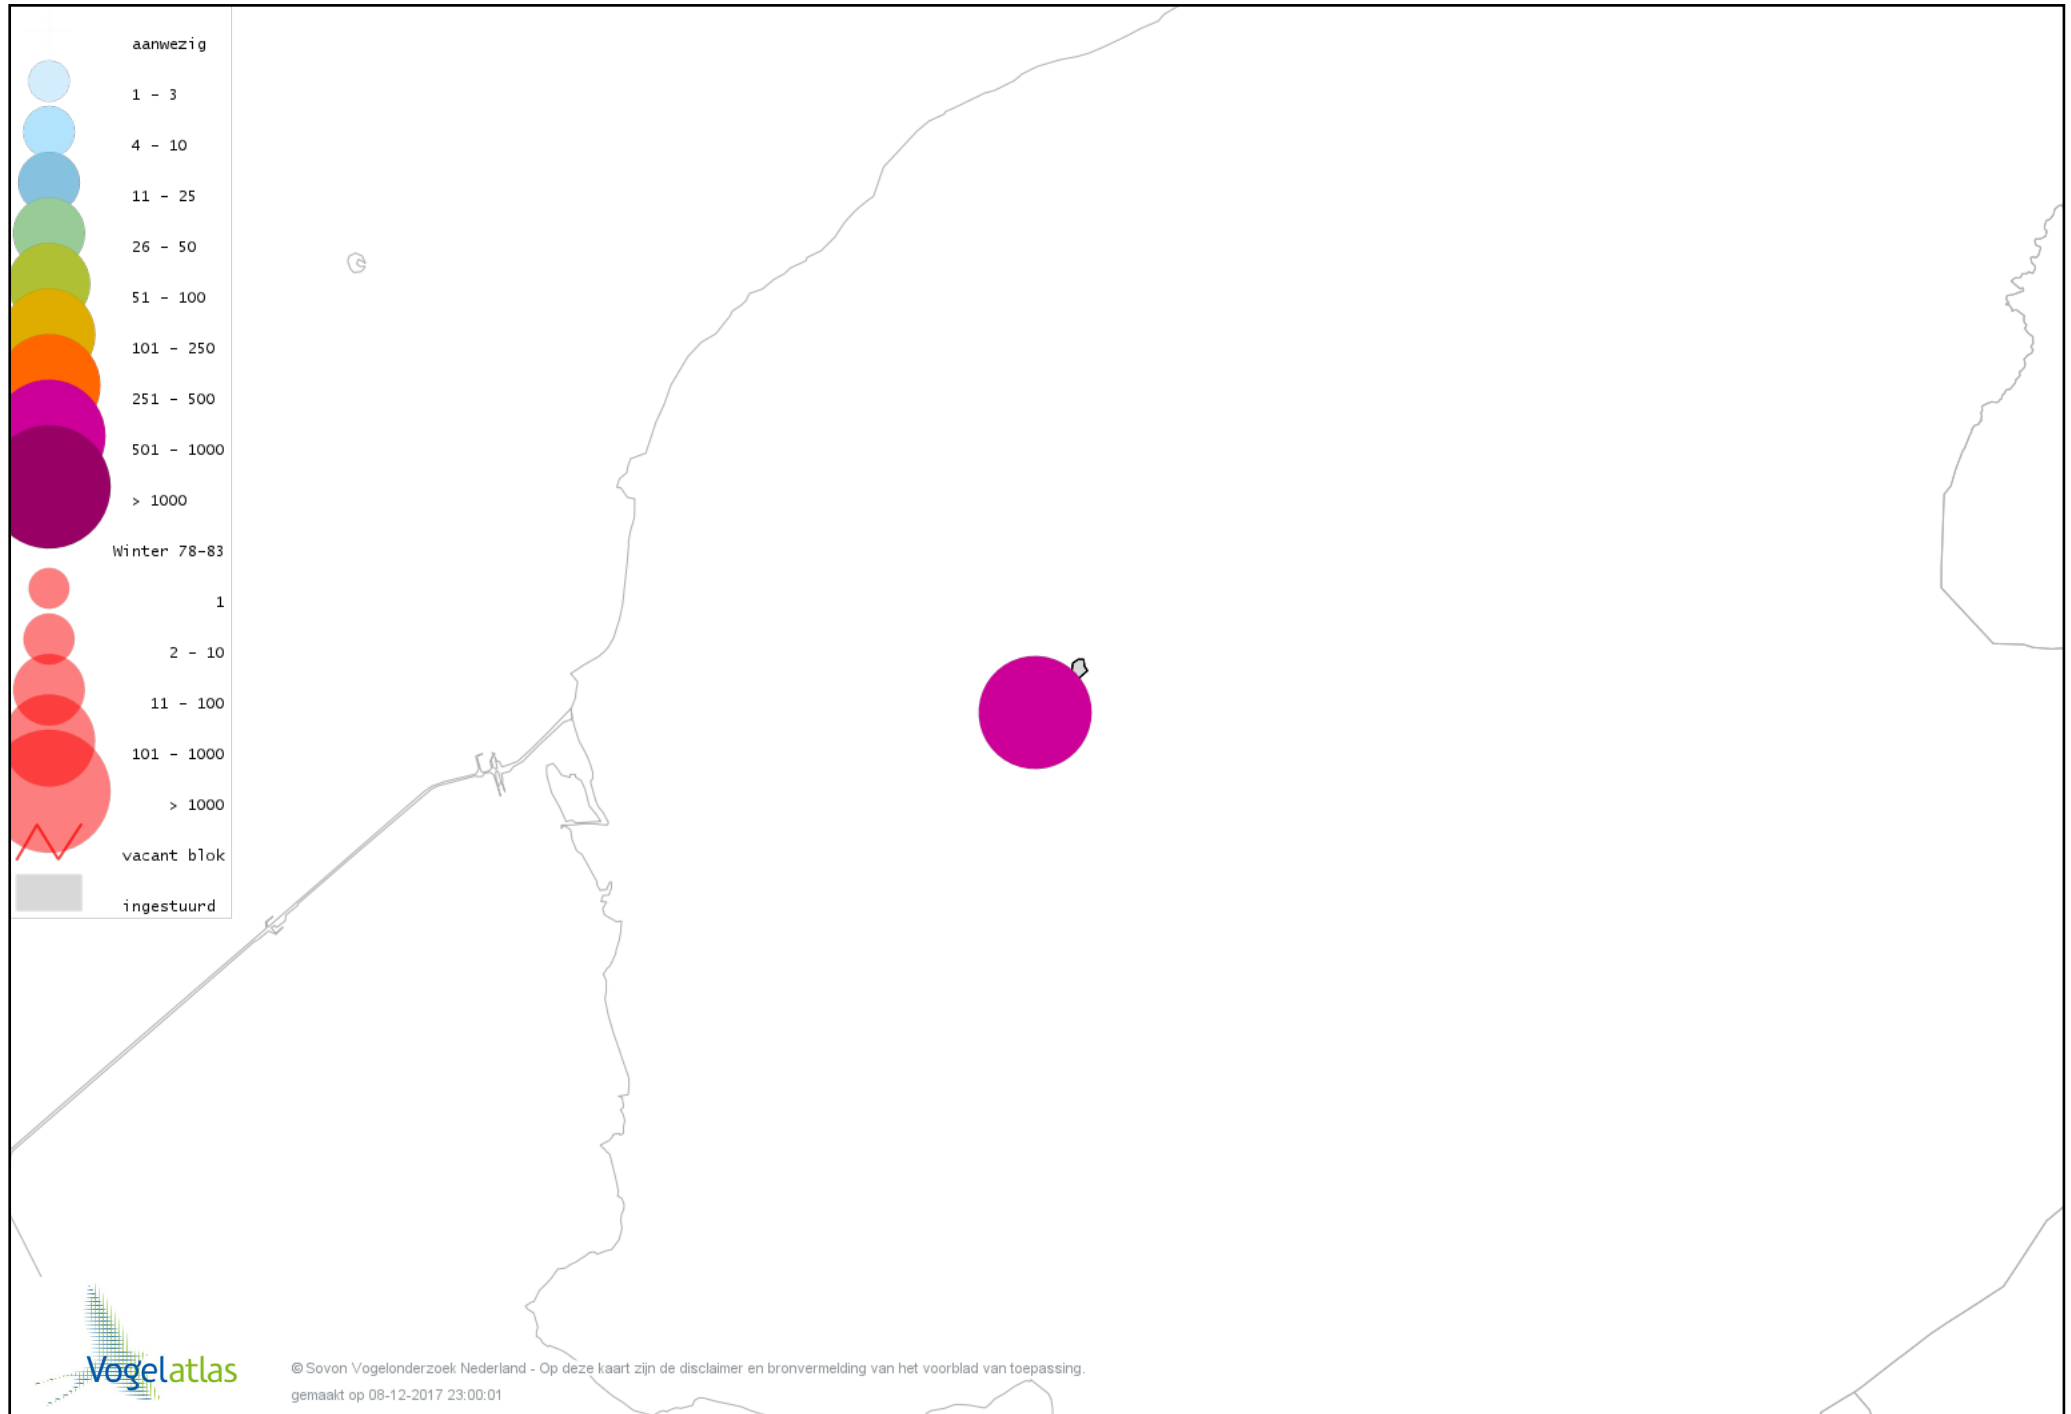 aanwezig
1 - 3
4 - 10
11 - 25
26 - 50
51 - 100
101 - 250
251 - 500
501 - 1000
> 1000
Winter 78-83
1
2 - 10
11 - 100
101 - 1000
> 1000
vacant blok
ingestuurd
Vogelatlas
© Sovon Vogelonderzoek Nederland - Op deze kaart zijn de disclaimer en bronvermelding van het voorblad van toepassing.
gemaakt op 08-12-2017 23:00:01